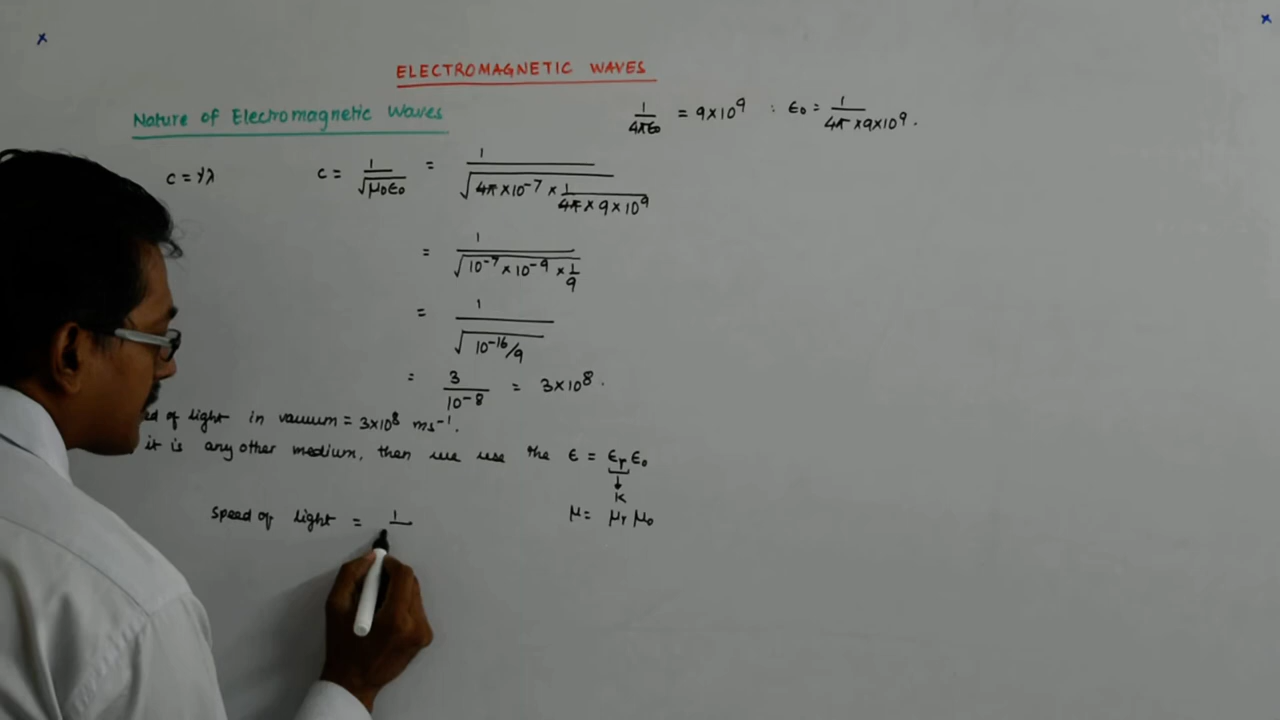 ELECTROMAGNETIC WAVES
Nature of Electromagnetic Waves
1/4πϵ₀ = 9×10⁹ : ϵ₀ = 1/4π×9×10⁹.
c = γλ
c = 1/√μ₀ϵ₀ = 1/√4π×10⁻⁷ × 1/4π×9×10⁹
= 1/√10⁻⁷×10⁻⁹×1/9
= 1/√10⁻¹⁶/9
= 3/10⁻⁸ = 3×10⁸.
of light in vacuum = 3×10⁸ ms⁻¹.
it is any other medium, then we use the ϵ = ϵᵣϵ₀
↓
K
speed of light = 1
μ = μᵣ μ₀